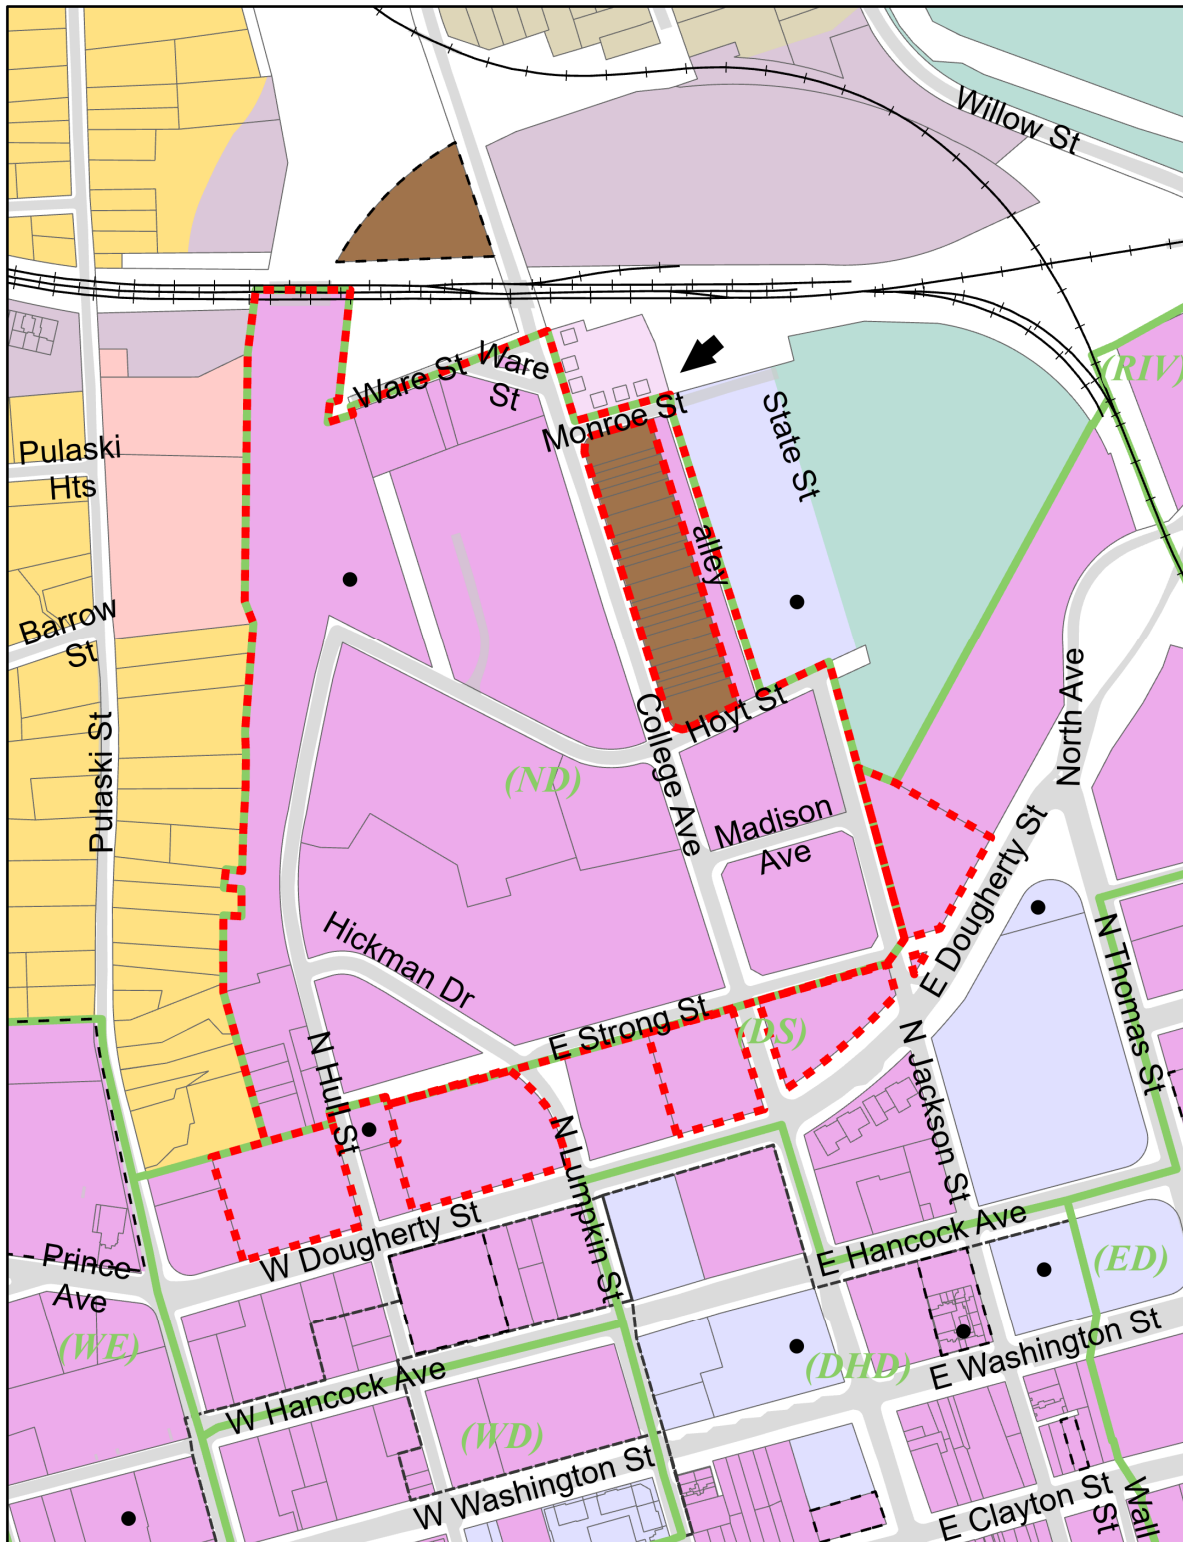 Willow St
(RIV)
Ware St
Ware
St
Monroe St
State St
Pulaski
Hts
alley
Barrow
St
Pulaski St
College Ave
Hoyt St
North Ave
(ND)
Madison
Ave
E Dougherty St
Hickman Dr
N Thomas St
E Strong St
(DS)
N Hull St
N Jackson St
N Lumpkin St
W Dougherty St
E Hancock Ave
(ED)
Prince
Ave
(WE)
E Washington St
(DHD)
W Hancock Ave
(WD)
W Washington St
E Clayton St
St
Wall